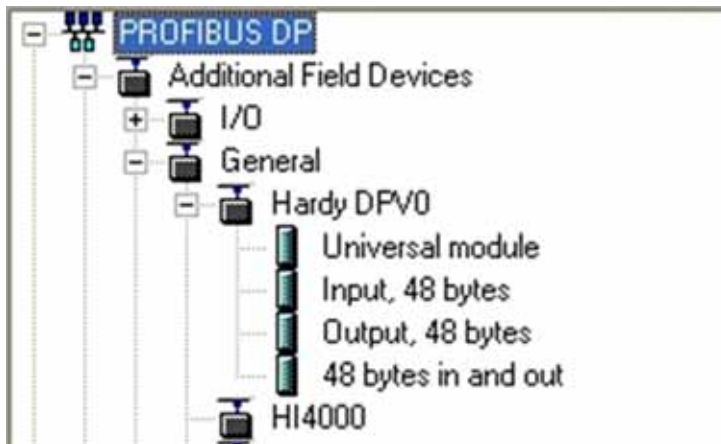 PROFIBUS DP
Additional Field Devices
I/O
General
Hardy DPV0
Universal module
Input, 48 bytes
Output, 48 bytes
48 bytes in and out
HI4000